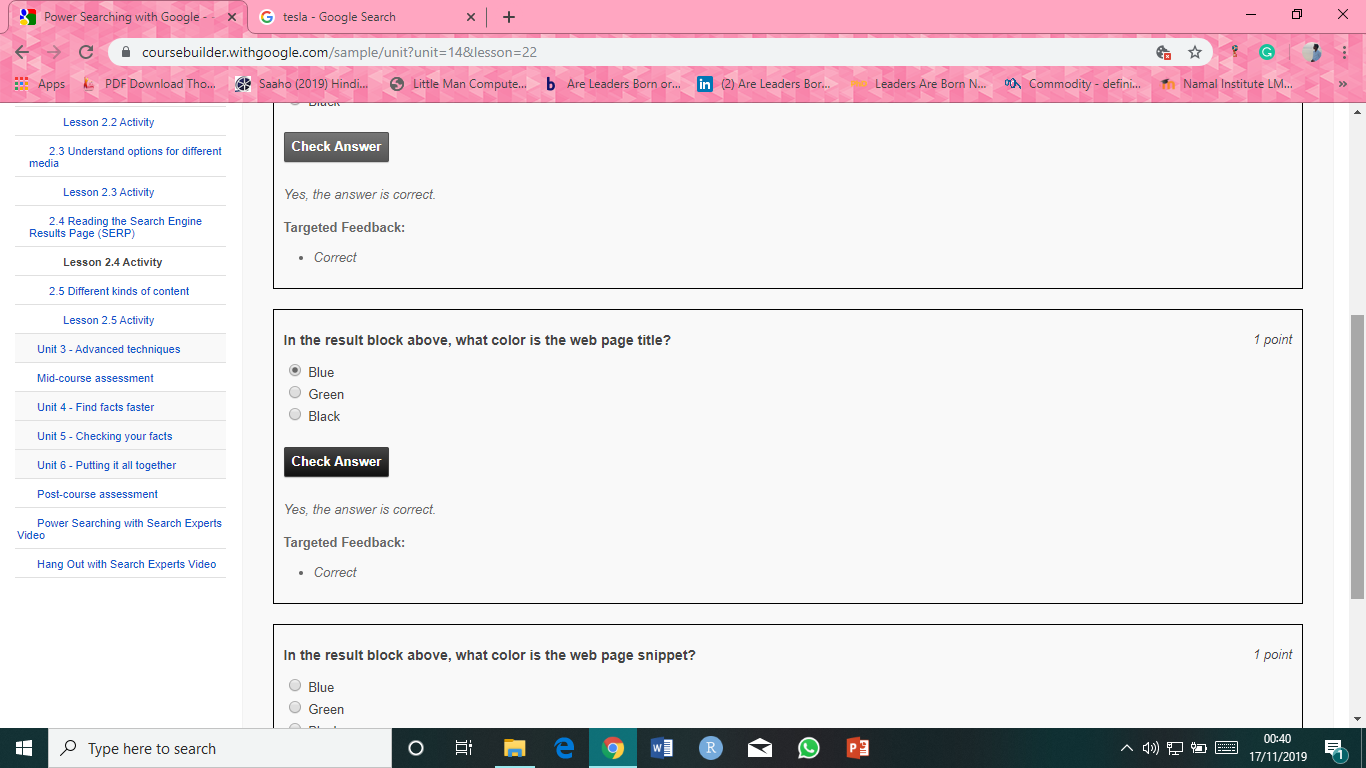 Power Searching with Google -
tesla - Google Search
coursebuilder.withgoogle.com/sample/unit?unit=14&lesson=22
Apps
PDF Download Tho...
Saaho (2019) Hindi...
Little Man Compute...
Are Leaders Born or...
(2) Are Leaders Bor...
Leaders Are Born N...
Commodity - defini...
Namal Institute LM...
Lesson 2.2 Activity
2.3 Understand options for different
media
Lesson 2.3 Activity
2.4 Reading the Search Engine
Results Page (SERP)
Lesson 2.4 Activity
2.5 Different kinds of content
Lesson 2.5 Activity
Unit 3 - Advanced techniques
Mid-course assessment
Unit 4 - Find facts faster
Unit 5 - Checking your facts
Unit 6 - Putting it all together
Post-course assessment
Power Searching with Search Experts
Video
Hang Out with Search Experts Video
Black
Check Answer
Yes, the answer is correct.
Targeted Feedback:
• Correct
In the result block above, what color is the web page title? 1 point
Blue
Green
Black
Check Answer
Yes, the answer is correct.
Targeted Feedback:
• Correct
In the result block above, what color is the web page snippet? 1 point
Blue
Green
Type here to search
00:40
17/11/2019
1